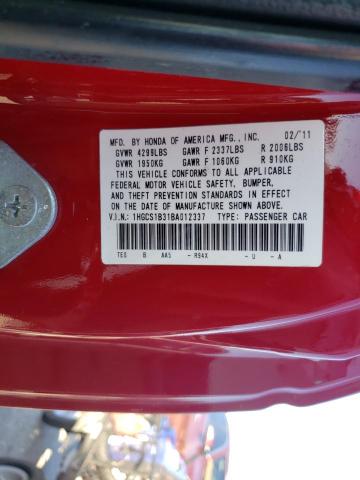 MFD. BY HONDA OF AMERICA MFG., INC. 02/11
GVWR 4299LBS GAWR F 2337LBS R 2006LBS
GVWR 1950KG GAWR F 1060KG R 910KG
THIS VEHICLE CONFORMS TO ALL APPLICABLE
FEDERAL MOTOR VEHICLE SAFETY, BUMPER,
AND THEFT PREVENTION STANDARDS IN EFFECT
ON THE DATE OF MANUFACTURE SHOWN ABOVE.
V.I.N.: 1HGCS1B31BA012337 TYPE: PASSENGER CAR
TE0 B AA5 - R94X - U - A